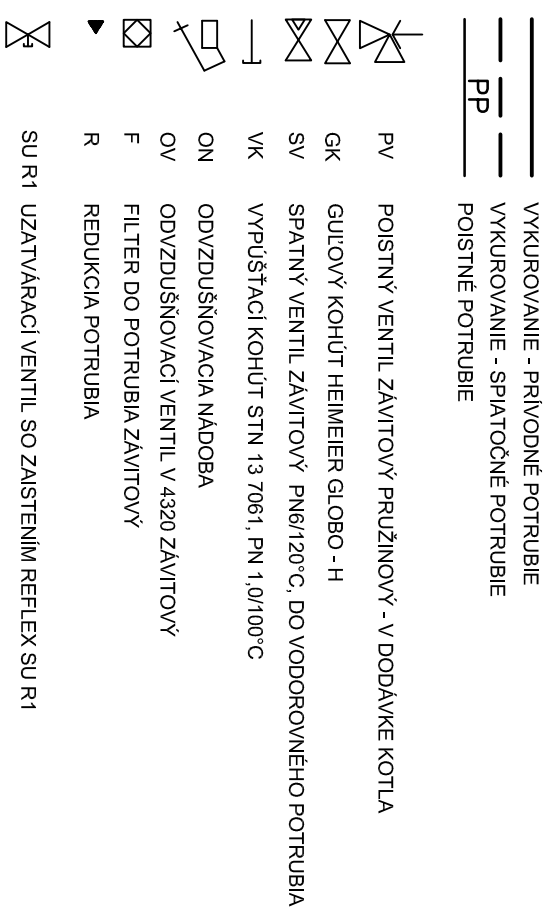 VYKUROVANIE - PRÍVODNÉ POTRUBIE
VYKUROVANIE - SPIATOČNÉ POTRUBIE
PP POISTNÉ POTRUBIE
PV POISTNÝ VENTIL ZÁVITOVÝ PRUŽINOVÝ - V DODÁVKE KOTLA
GK GUĽOVÝ KOHÚT HEIMEIER GLOBO - H
SV SPATNÝ VENTIL ZÁVITOVÝ PN6/120°C, DO VODOROVNÉHO POTRUBIA
VK VYPÚŠŤACÍ KOHÚT STN 13 7061, PN 1,0/100°C
ON ODVZDUŠŇOVACIA NÁDOBA
OV ODVZDUŠŇOVACÍ VENTIL V 4320 ZÁVITOVÝ
F FILTER DO POTRUBIA ZÁVITOVÝ
R REDUKCIA POTRUBIA
SU R1 UZATVÁRACÍ VENTIL SO ZAISTENÍM REFLEX SU R1